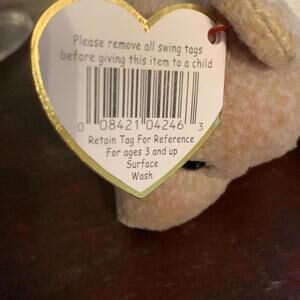 Please remove all swing tags
before giving this item to a child
0 08421 04246 3
Retain Tag For Reference
For ages 3 and up
Surface
Wash